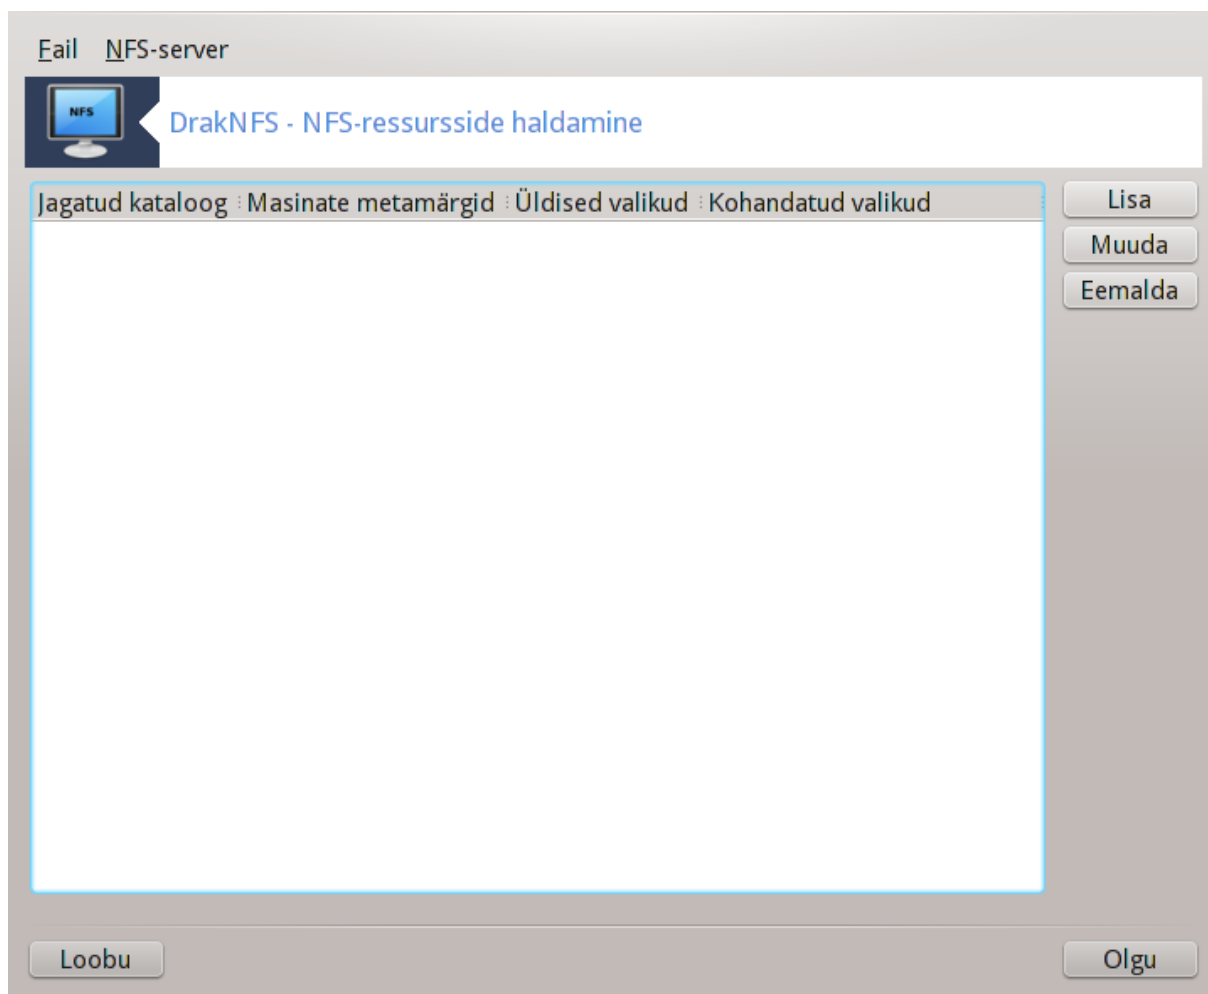 Fail NFS-server
NFS
DrakNFS - NFS-ressursside haldamine
Jagatud kataloog Masinate metamärgid Üldised valikud Kohandatud valikud
Lisa
Muuda
Eemalda
Loobu Olgu